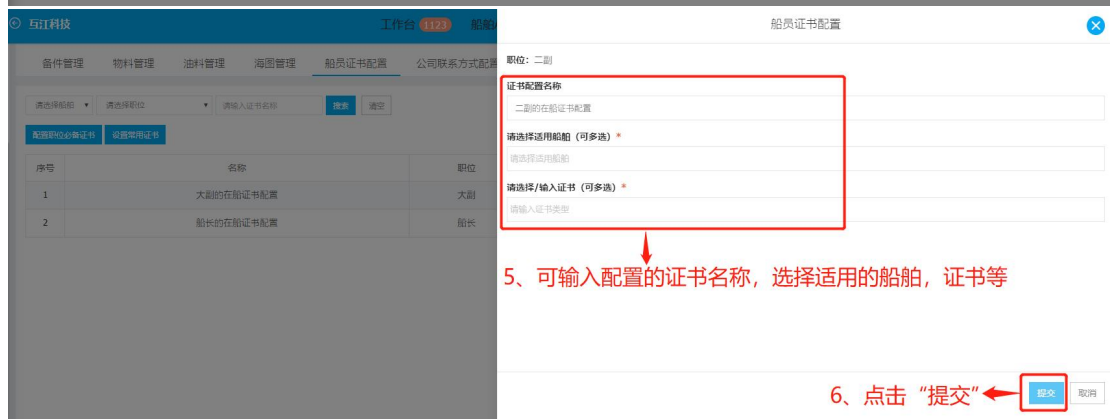 互江科技 工作台 1123 船舶
备件管理 物料管理 油料管理 海图管理 船员证书配置 公司联系方式配置
请选择船舶 请选择职位 请输入证书名称 搜索 清空
配置职位必备证书 设置常用证书
序号 名称 职位
1 大副的在船证书配置 大副
2 船长的在船证书配置 船长
船员证书配置
职位：二副
证书配置名称
二副的在船证书配置
请选择适用船舶（可多选）*
请选择适用船舶
请选择/输入证书（可多选）*
请输入证书类型
5、可输入配置的证书名称，选择适用的船舶，证书等
6、点击“提交” 提交 取消